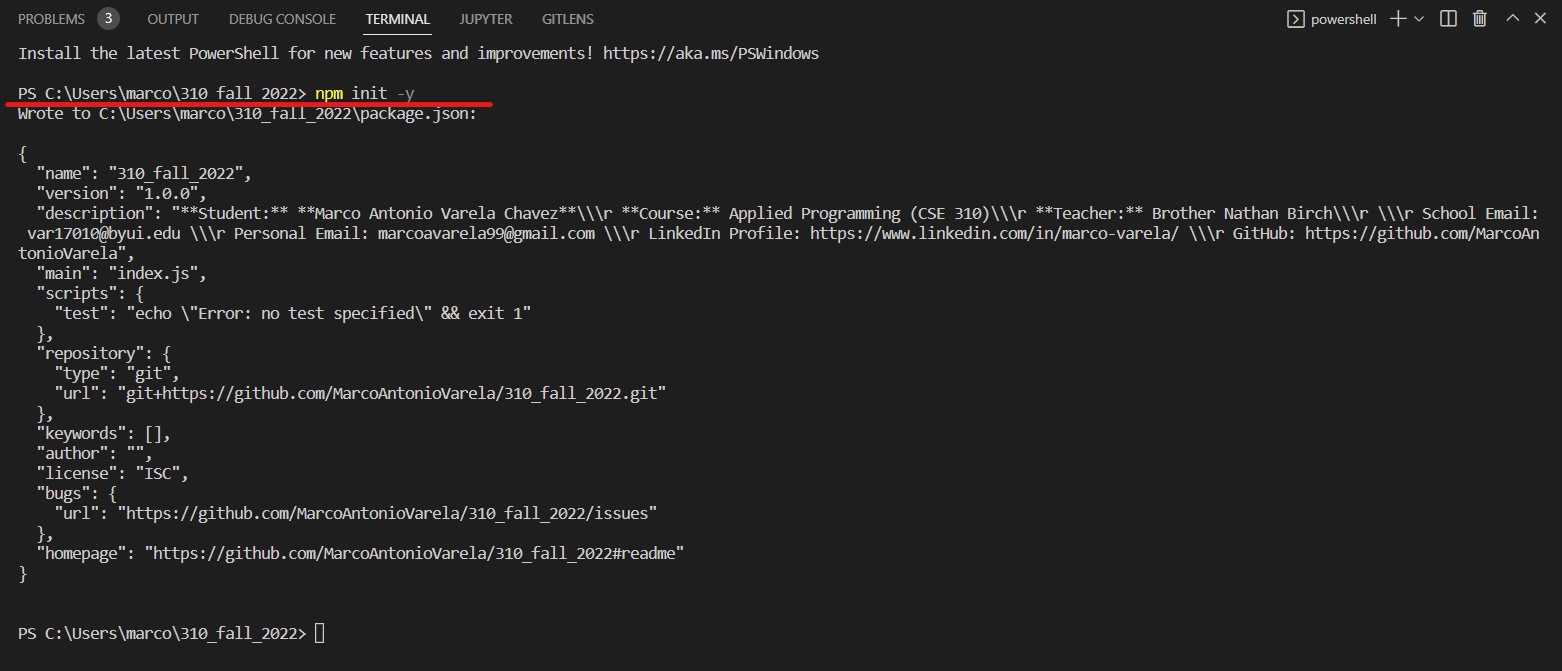 PROBLEMS 3 OUTPUT DEBUG CONSOLE TERMINAL JUPYTER GITLENS powershell
Install the latest PowerShell for new features and improvements! https://aka.ms/PSWindows
PS C:\Users\marco\310_fall_2022> npm init -y
Wrote to C:\Users\marco\310_fall_2022\package.json:
{
  "name": "310_fall_2022",
  "version": "1.0.0",
  "description": "**Student:** **Marco Antonio Varela Chavez**\\\r **Course:** Applied Programming (CSE 310)\\\r **Teacher:** Brother Nathan Birch\\\r \\\r School Email:
 var17010@byui.edu \\\r Personal Email: marcoavarela99@gmail.com \\\r LinkedIn Profile: https://www.linkedin.com/in/marco-varela/ \\\r GitHub: https://github.com/MarcoAn
tonioVarela",
  "main": "index.js",
  "scripts": {
    "test": "echo \"Error: no test specified\" && exit 1"
  },
  "repository": {
    "type": "git",
    "url": "git+https://github.com/MarcoAntonioVarela/310_fall_2022.git"
  },
  "keywords": [],
  "author": "",
  "license": "ISC",
  "bugs": {
    "url": "https://github.com/MarcoAntonioVarela/310_fall_2022/issues"
  },
  "homepage": "https://github.com/MarcoAntonioVarela/310_fall_2022#readme"
}
PS C:\Users\marco\310_fall_2022>